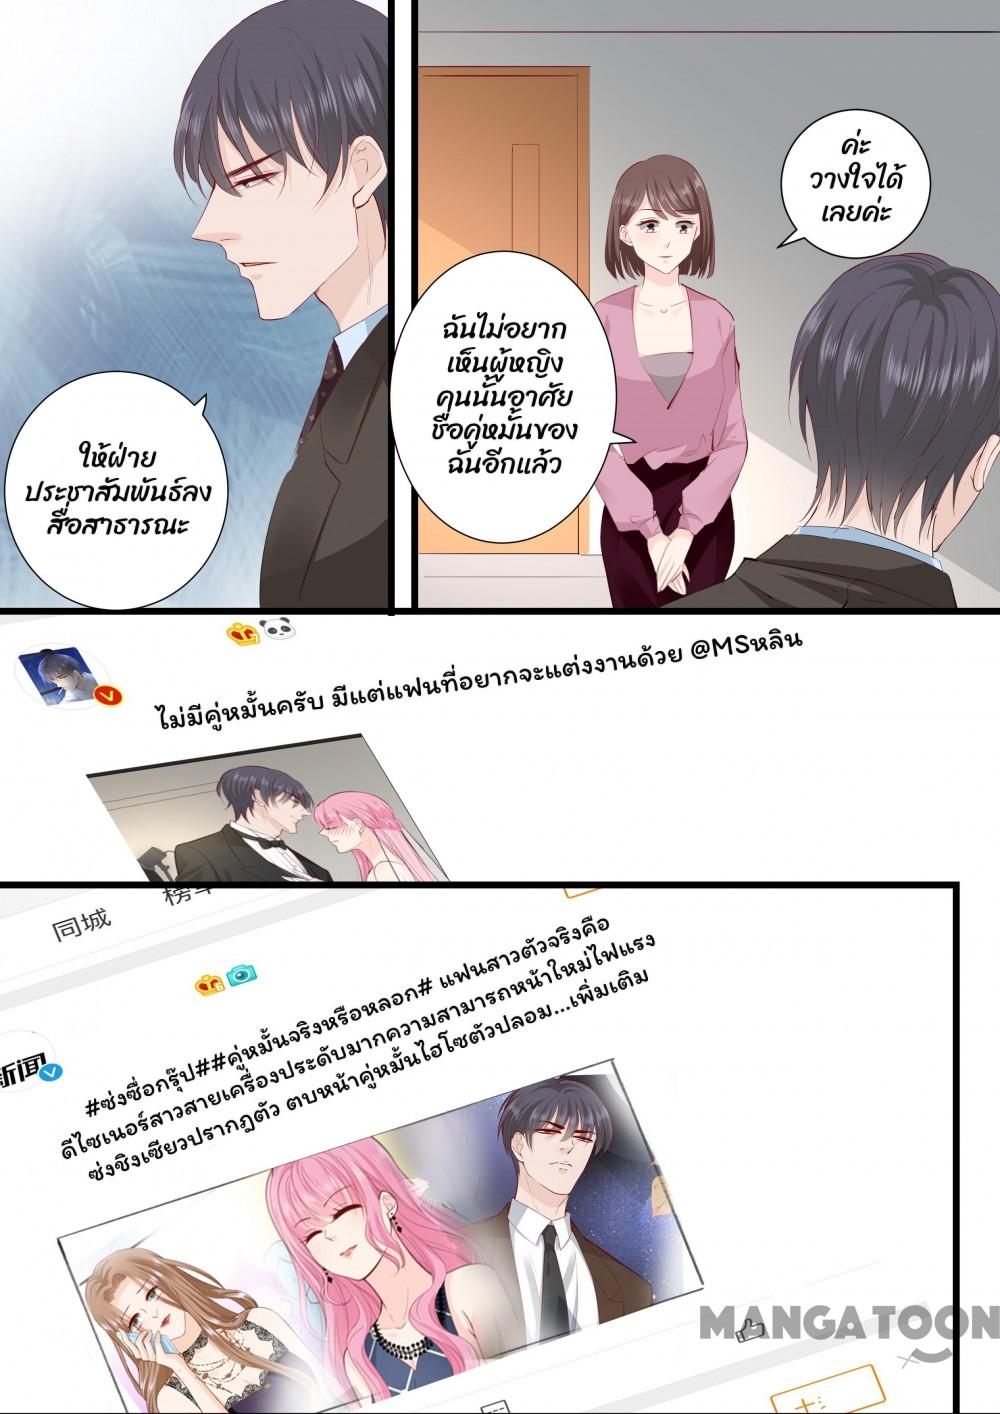 ให้ฝ่าย
ประชาสัมพันธ์ลง
สื่อสาธารณะ
ค่ะ
วางใจได้
เลยค่ะ
ฉันไม่อยาก
เห็นผู้หญิง
คนนั้นอาศัย
ชื่อคู่หมั้นของ
ฉันอีกแล้ว
ไม่มีคู่หมั้นครับ มีแต่แฟนที่อยากจะแต่งงานด้วย @MSหลิน
同城
#ซ่งซื่อกรุ๊ป##คู่หมั้นจริงหรือหลอก# แฟนสาวตัวจริงคือ
ดีไซเนอร์สาวสายเครื่องประดับมากความสามารถหน้าใหม่ไฟแรง
ซ่งชิงเซียวปรากฎตัว ตบหน้าคู่หมั้นไฮโซตัวปลอม...เพิ่มเติม
新闻
MANGATOON